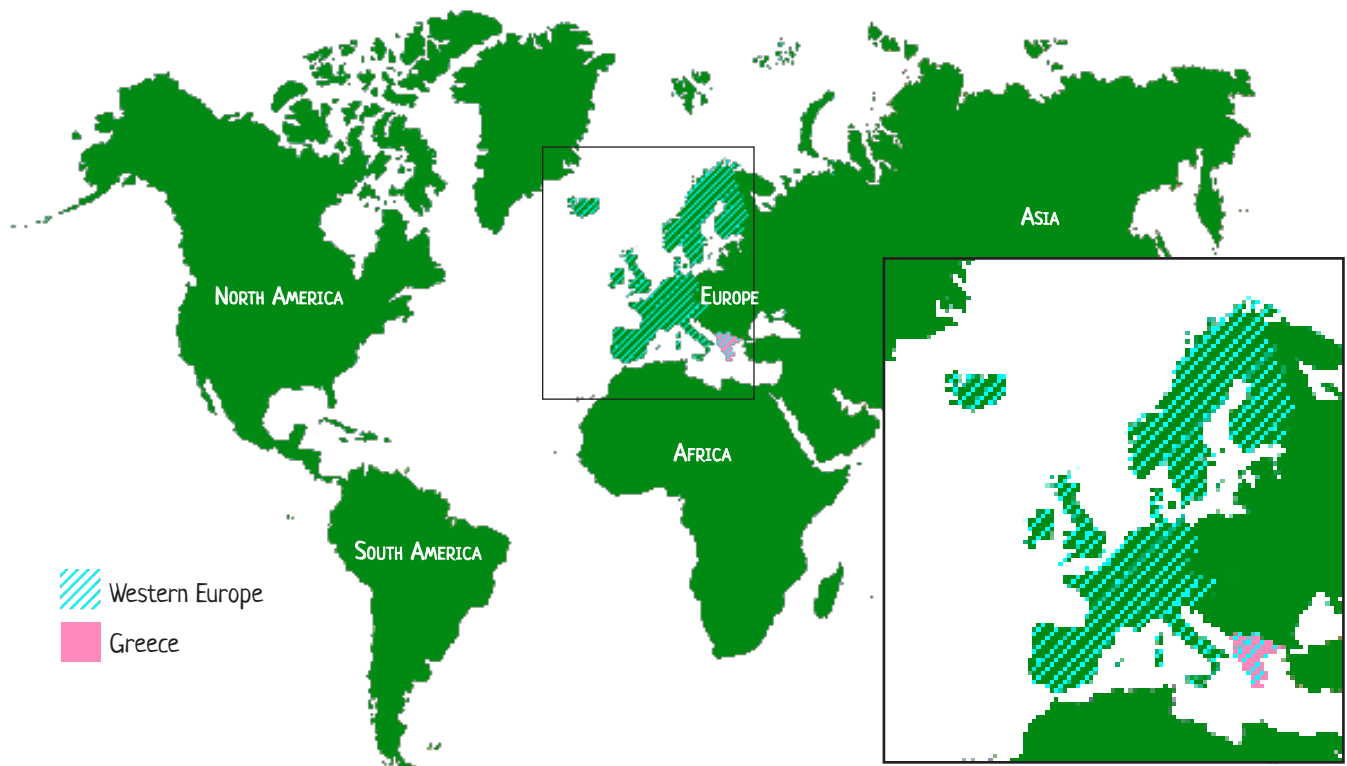 Asia
North America
Europe
Africa
South America
Western Europe
Greece